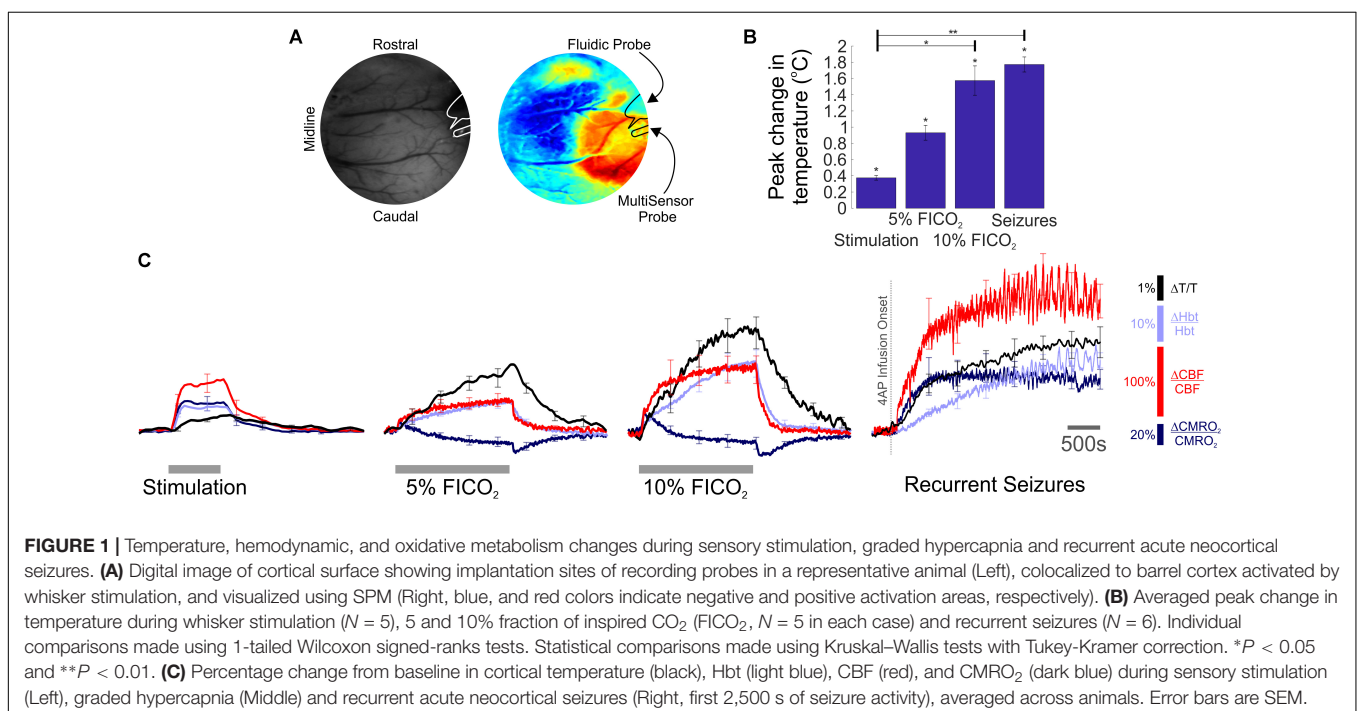 A
Rostral
Midline
Caudal
Fluidic Probe
MultiSensor
Probe
B
Peak change in
temperature (°C)
2
1.8
1.6
1.4
1.2
1
0.8
0.6
0.4
0.2
0
*
*
*
*
*
**
5% FICO₂
Seizures
Stimulation
10% FICO₂
C
Stimulation
5% FICO₂
10% FICO₂
4AP Infusion Onset
Recurrent Seizures
500s
1% ΔT/T
10% ΔHbt
Hbt
100% ΔCBF
CBF
20% ΔCMRO₂
CMRO₂
FIGURE 1 | Temperature, hemodynamic, and oxidative metabolism changes during sensory stimulation, graded hypercapnia and recurrent acute neocortical
seizures. (A) Digital image of cortical surface showing implantation sites of recording probes in a representative animal (Left), colocalized to barrel cortex activated by
whisker stimulation, and visualized using SPM (Right, blue, and red colors indicate negative and positive activation areas, respectively). (B) Averaged peak change in
temperature during whisker stimulation (N = 5), 5 and 10% fraction of inspired CO₂ (FICO₂, N = 5 in each case) and recurrent seizures (N = 6). Individual
comparisons made using 1-tailed Wilcoxon signed-ranks tests. Statistical comparisons made using Kruskal–Wallis tests with Tukey-Kramer correction. *P < 0.05
and **P < 0.01. (C) Percentage change from baseline in cortical temperature (black), Hbt (light blue), CBF (red), and CMRO₂ (dark blue) during sensory stimulation
(Left), graded hypercapnia (Middle) and recurrent acute neocortical seizures (Right, first 2,500 s of seizure activity), averaged across animals. Error bars are SEM.